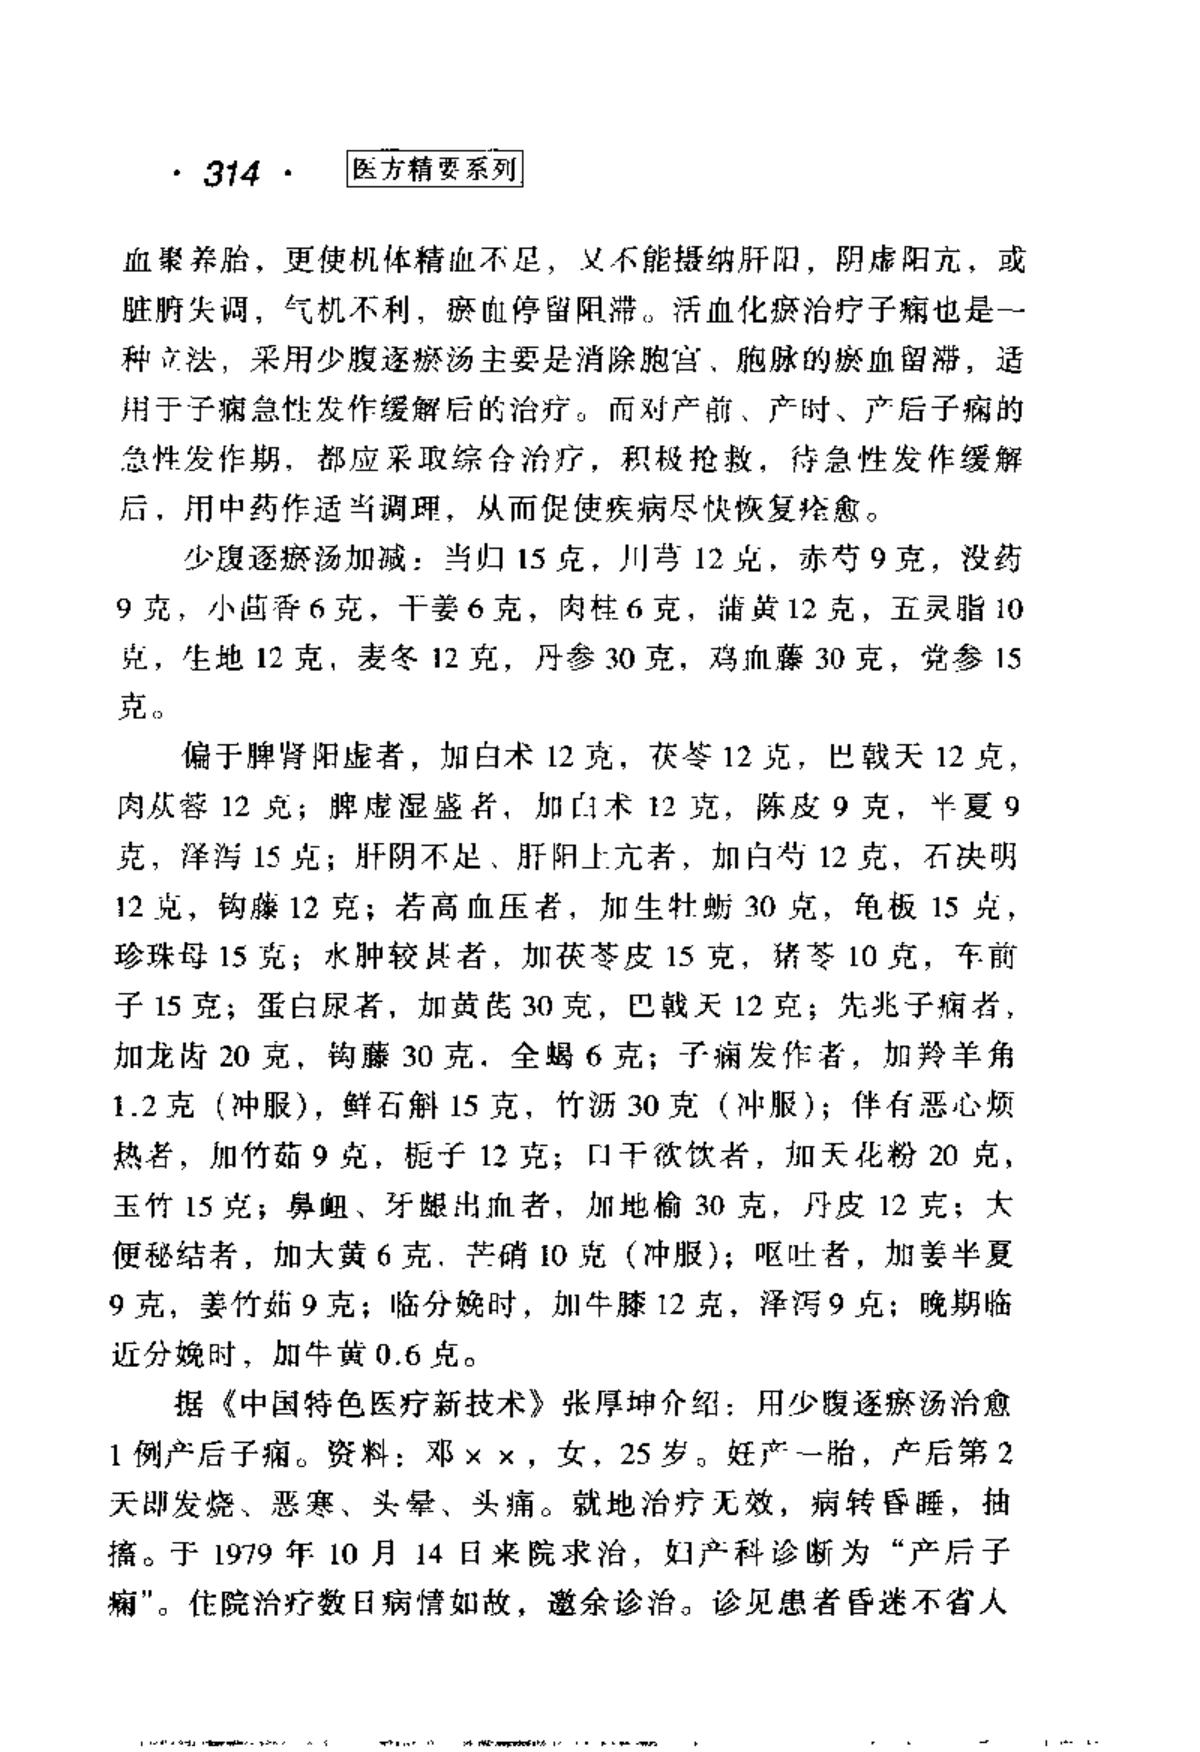 · 314 · 医方精要系列
血聚养胎，更使机体精血不足，又不能摄纳肝阳，阴虚阳亢，或
脏腑失调，气机不利，瘀血停留阻滞。活血化瘀治疗子痫也是一
种立法，采用少腹逐瘀汤主要是消除胞宫、胞脉的瘀血留滞，适
用于子痫急性发作缓解后的治疗。而对产前、产时、产后子痫的
急性发作期，都应采取综合治疗，积极抢救，待急性发作缓解
后，用中药作适当调理，从而促使疾病尽快恢复痊愈。
少腹逐瘀汤加减：当归 15 克，川芎 12 克，赤芍 9 克，没药
9 克，小茴香 6 克，干姜 6 克，肉桂 6 克，蒲黄 12 克，五灵脂 10
克，生地 12 克，麦冬 12 克，丹参 30 克，鸡血藤 30 克，党参 15
克。
偏于脾肾阳虚者，加白术 12 克，茯苓 12 克，巴戟天 12 克，
肉苁蓉 12 克；脾虚湿盛者，加白术 12 克，陈皮 9 克，半夏 9
克，泽泻 15 克；肝阴不足、肝阳上亢者，加白芍 12 克，石决明
12 克，钩藤 12 克；若高血压者，加生牡蛎 30 克，龟板 15 克，
珍珠母 15 克；水肿较甚者，加茯苓皮 15 克，猪苓 10 克，车前
子 15 克；蛋白尿者，加黄芪 30 克，巴戟天 12 克；先兆子痫者，
加龙齿 20 克，钩藤 30 克，全蝎 6 克；子痫发作者，加羚羊角
1.2 克（冲服），鲜石斛 15 克，竹沥 30 克（冲服）；伴有恶心烦
热者，加竹茹 9 克，栀子 12 克；口干欲饮者，加天花粉 20 克，
玉竹 15 克；鼻衄、牙龈出血者，加地榆 30 克，丹皮 12 克；大
便秘结者，加大黄 6 克，芒硝 10 克（冲服）；呕吐者，加姜半夏
9 克，姜竹茹 9 克；临分娩时，加牛膝 12 克，泽泻 9 克；晚期临
近分娩时，加牛黄 0.6 克。
据《中国特色医疗新技术》张厚坤介绍：用少腹逐瘀汤治愈
1 例产后子痫。资料：邓××，女，25 岁。妊产一胎，产后第 2
天即发烧、恶寒、头晕、头痛。就地治疗无效，病转昏睡，抽
搐。于 1979 年 10 月 14 日来院求治，妇产科诊断为“产后子
痫”。住院治疗数日病情如故，邀余诊治。诊见患者昏迷不省人